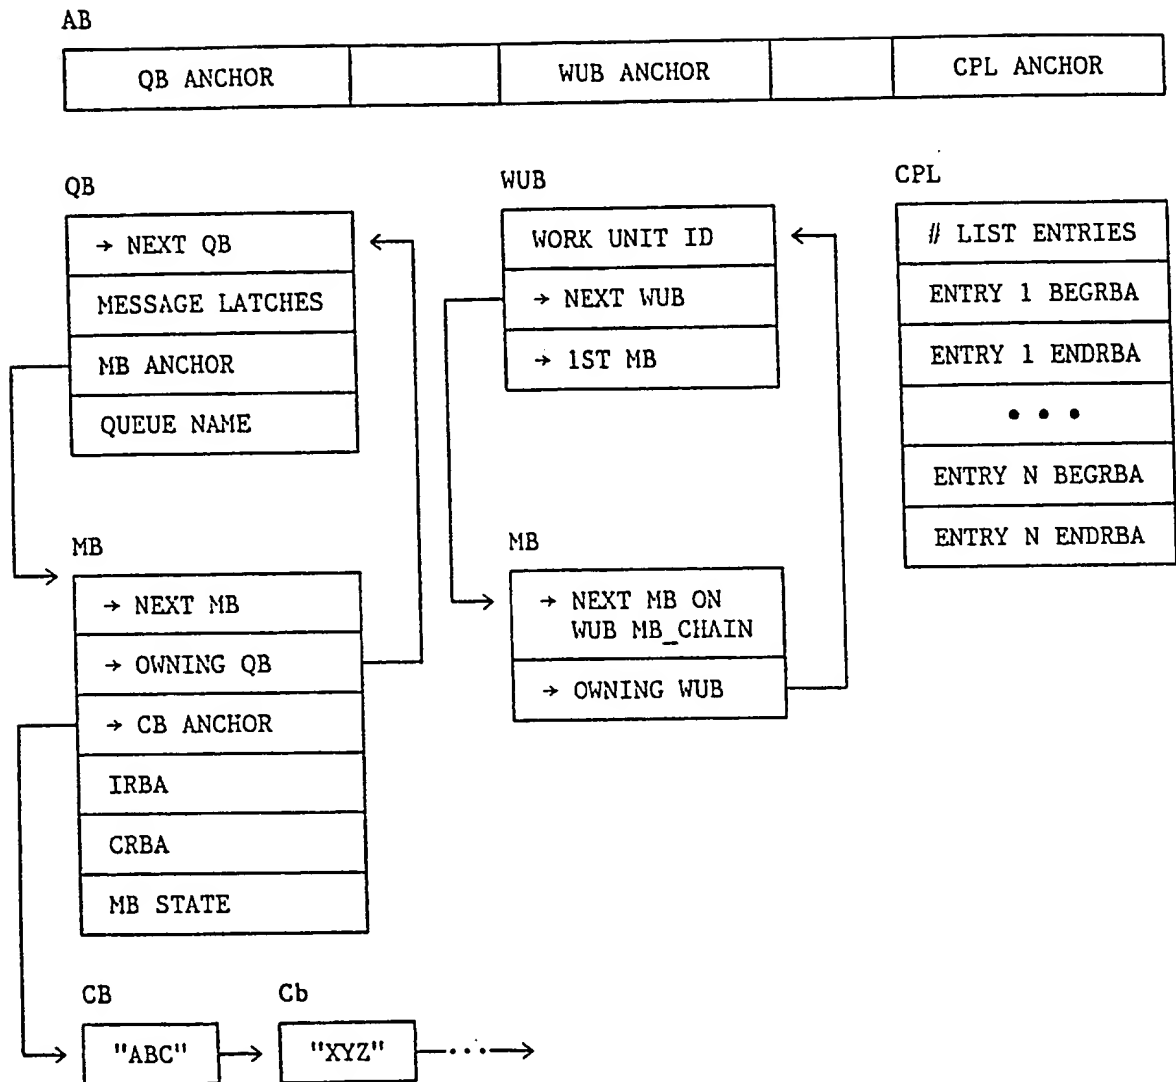 AB
QB ANCHOR
WUB ANCHOR
CPL ANCHOR
QB
→ NEXT QB
MESSAGE LATCHES
MB ANCHOR
QUEUE NAME
WUB
WORK UNIT ID
→ NEXT WUB
→ 1ST MB
CPL
# LIST ENTRIES
ENTRY 1 BEGRBA
ENTRY 1 ENDRBA
• • •
ENTRY N BEGRBA
ENTRY N ENDRBA
MB
→ NEXT MB
→ OWNING QB
→ CB ANCHOR
IRBA
CRBA
MB STATE
MB
→ NEXT MB ON
WUB MB_CHAIN
→ OWNING WUB
CB
"ABC"
Cb
"XYZ"